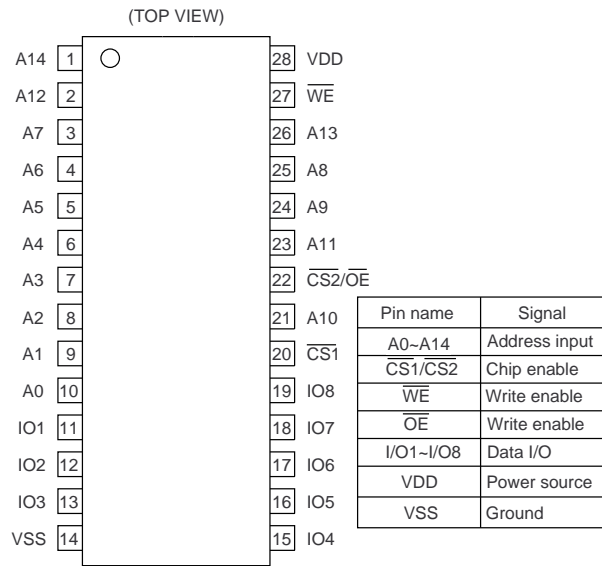 (TOP VIEW)
A14 1 28 VDD
A12 2 27 WE
A7 3 26 A13
A6 4 25 A8
A5 5 24 A9
A4 6 23 A11
A3 7 22 CS2/OE
A2 8 21 A10
A1 9 20 CS1
A0 10 19 IO8
IO1 11 18 IO7
IO2 12 17 IO6
IO3 13 16 IO5
VSS 14 15 IO4
Pin name Signal
A0~A14 Address input
CS1/CS2 Chip enable
WE Write enable
OE Write enable
I/O1~I/O8 Data I/O
VDD Power source
VSS Ground